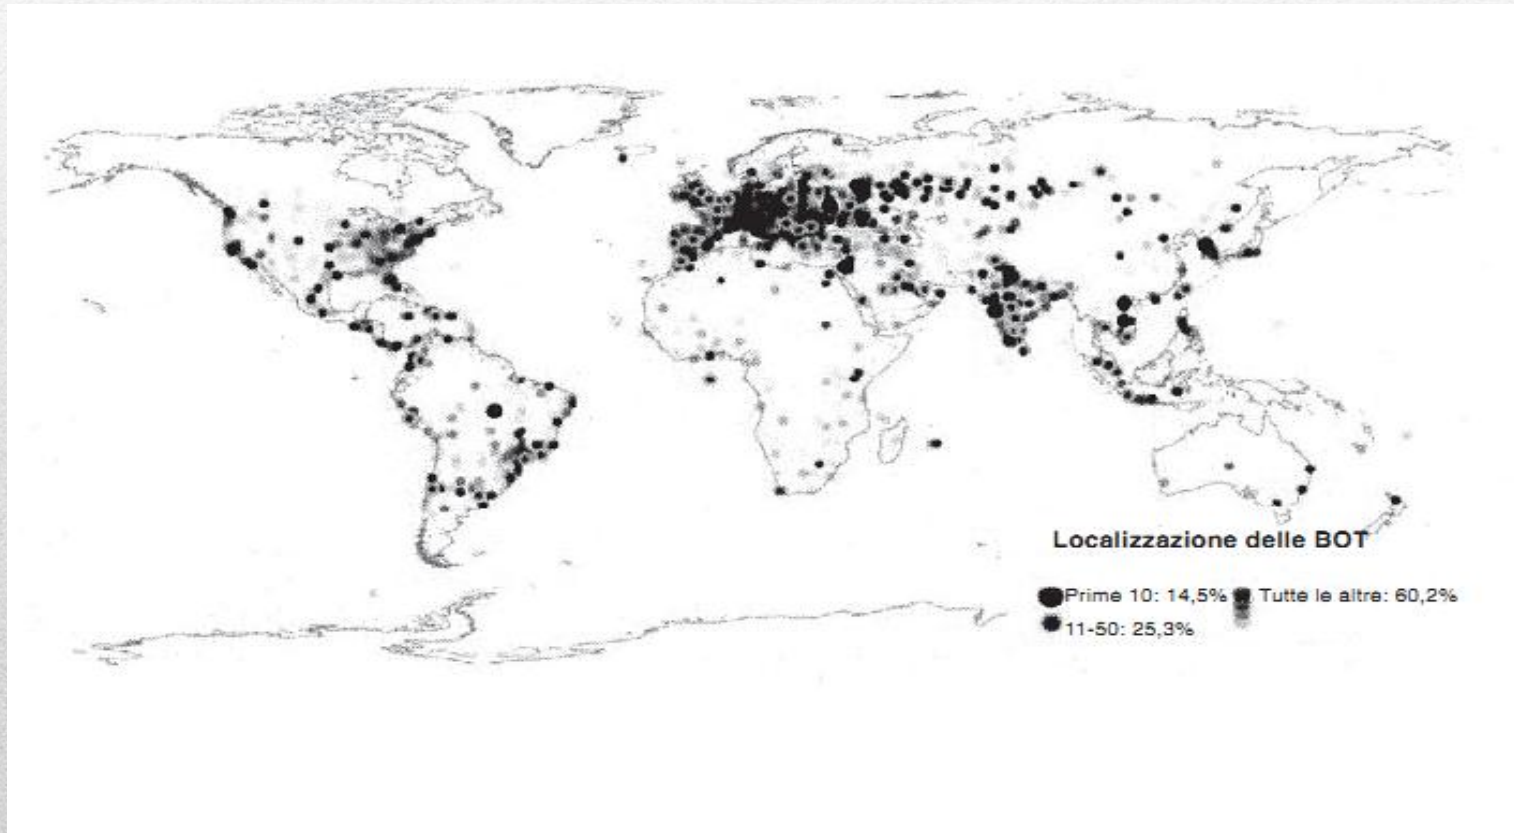 Localizzazione delle BOT
Prime 10: 14,5% Tutte le altre: 60,2%
11-50: 25,3%